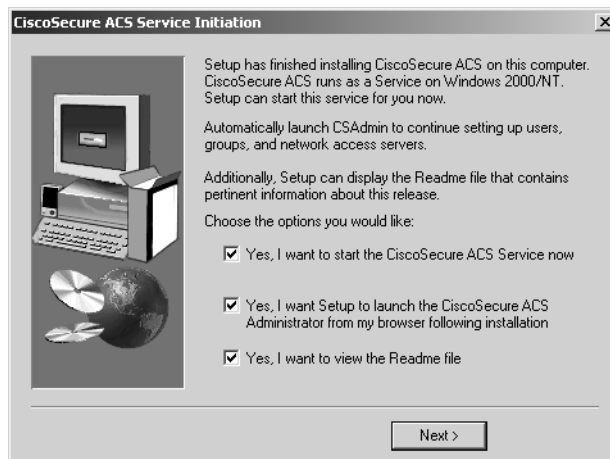 CiscoSecure ACS Service Initiation
Setup has finished installing CiscoSecure ACS on this computer.
CiscoSecure ACS runs as a Service on Windows 2000/NT.
Setup can start this service for you now.
Automatically launch CSAdmin to continue setting up users,
groups, and network access servers.
Additionally, Setup can display the Readme file that contains
pertinent information about this release.
Choose the options you would like:
Yes, I want to start the CiscoSecure ACS Service now
Yes, I want Setup to launch the CiscoSecure ACS
Administrator from my browser following installation
Yes, I want to view the Readme file
Next >